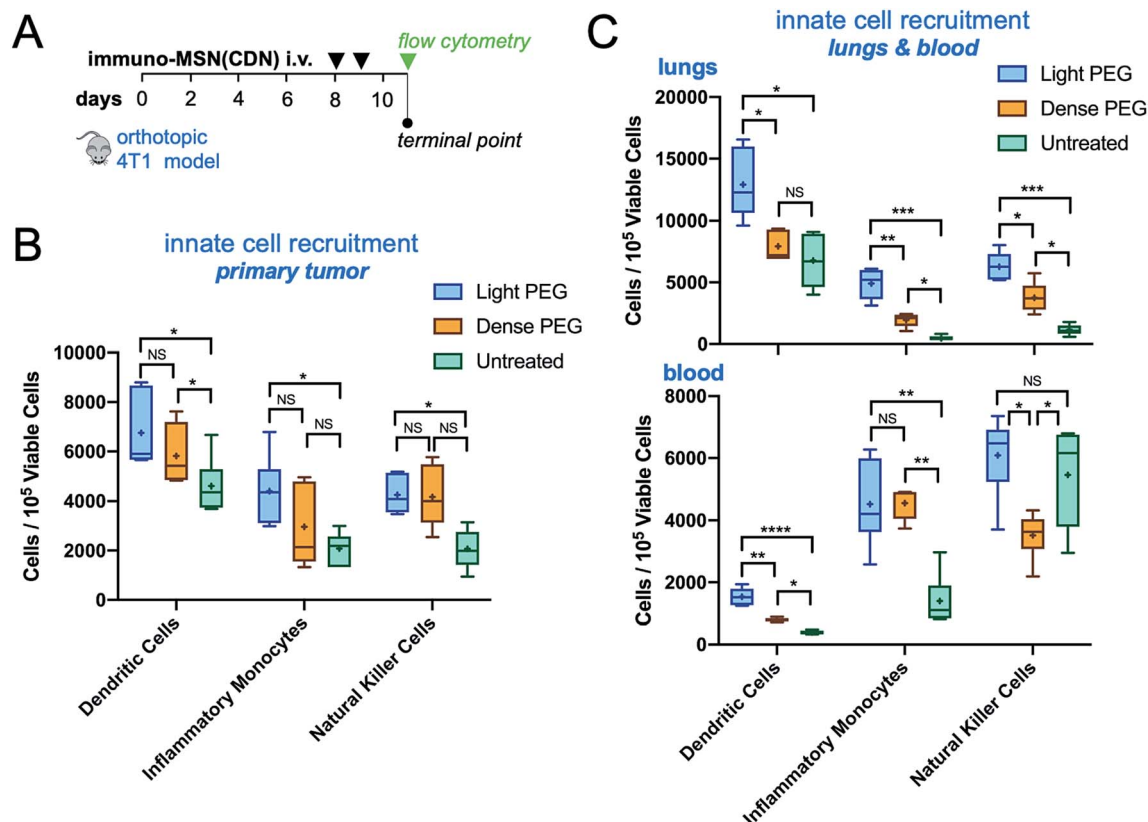 A
immuno-MSN(CDN) i.v.
flow cytometry
days 0 2 4 6 8 10
orthotopic
4T1 model
terminal point
B
innate cell recruitment
primary tumor
Light PEG
Dense PEG
Untreated
Cells / 10⁵ Viable Cells
10000
8000
6000
4000
2000
0
*
NS
*
*
NS
NS
*
NS
NS
Dendritic Cells
Inflammatory Monocytes
Natural Killer Cells
C
innate cell recruitment
lungs & blood
lungs
Light PEG
Dense PEG
Untreated
Cells / 10⁵ Viable Cells
20000
15000
10000
5000
0
*
*
NS
***
**
*
***
*
*
blood
Cells / 10⁵ Viable Cells
8000
6000
4000
2000
0
****
**
*
**
NS
**
NS
*
*
Dendritic Cells
Inflammatory Monocytes
Natural Killer Cells